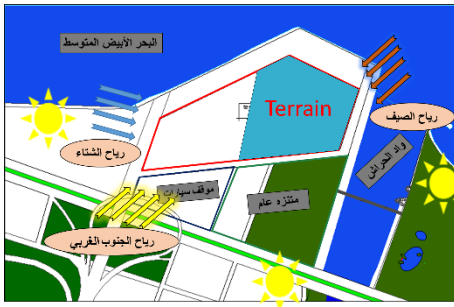 البحر الأبيض المتوسط
Terrain
رياح الصيف
رياح الشتاء
واد الحراش
موقف سيارات
منتزه عام
رياح الجنوب الغربي